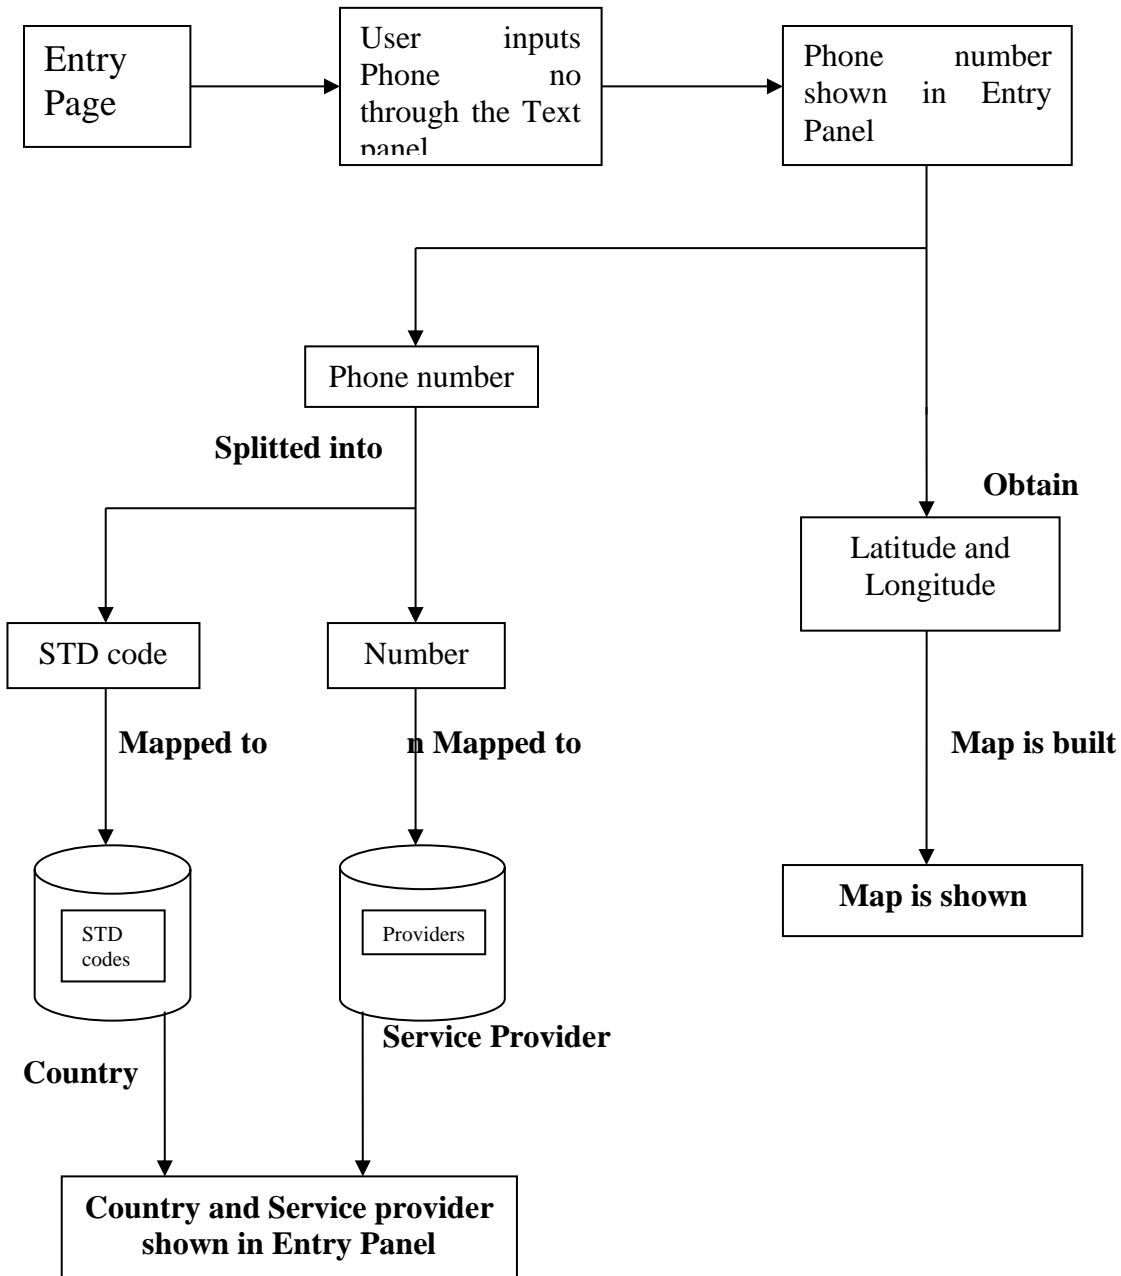 Entry
Page
User inputs
Phone no
through the Text
panel
Phone number
shown in Entry
Panel
Phone number
Splitted into
Obtain
Latitude and
Longitude
STD code
Number
Mapped to
n Mapped to
Map is built
Map is shown
STD
codes
Providers
Service Provider
Country
Country and Service provider
shown in Entry Panel